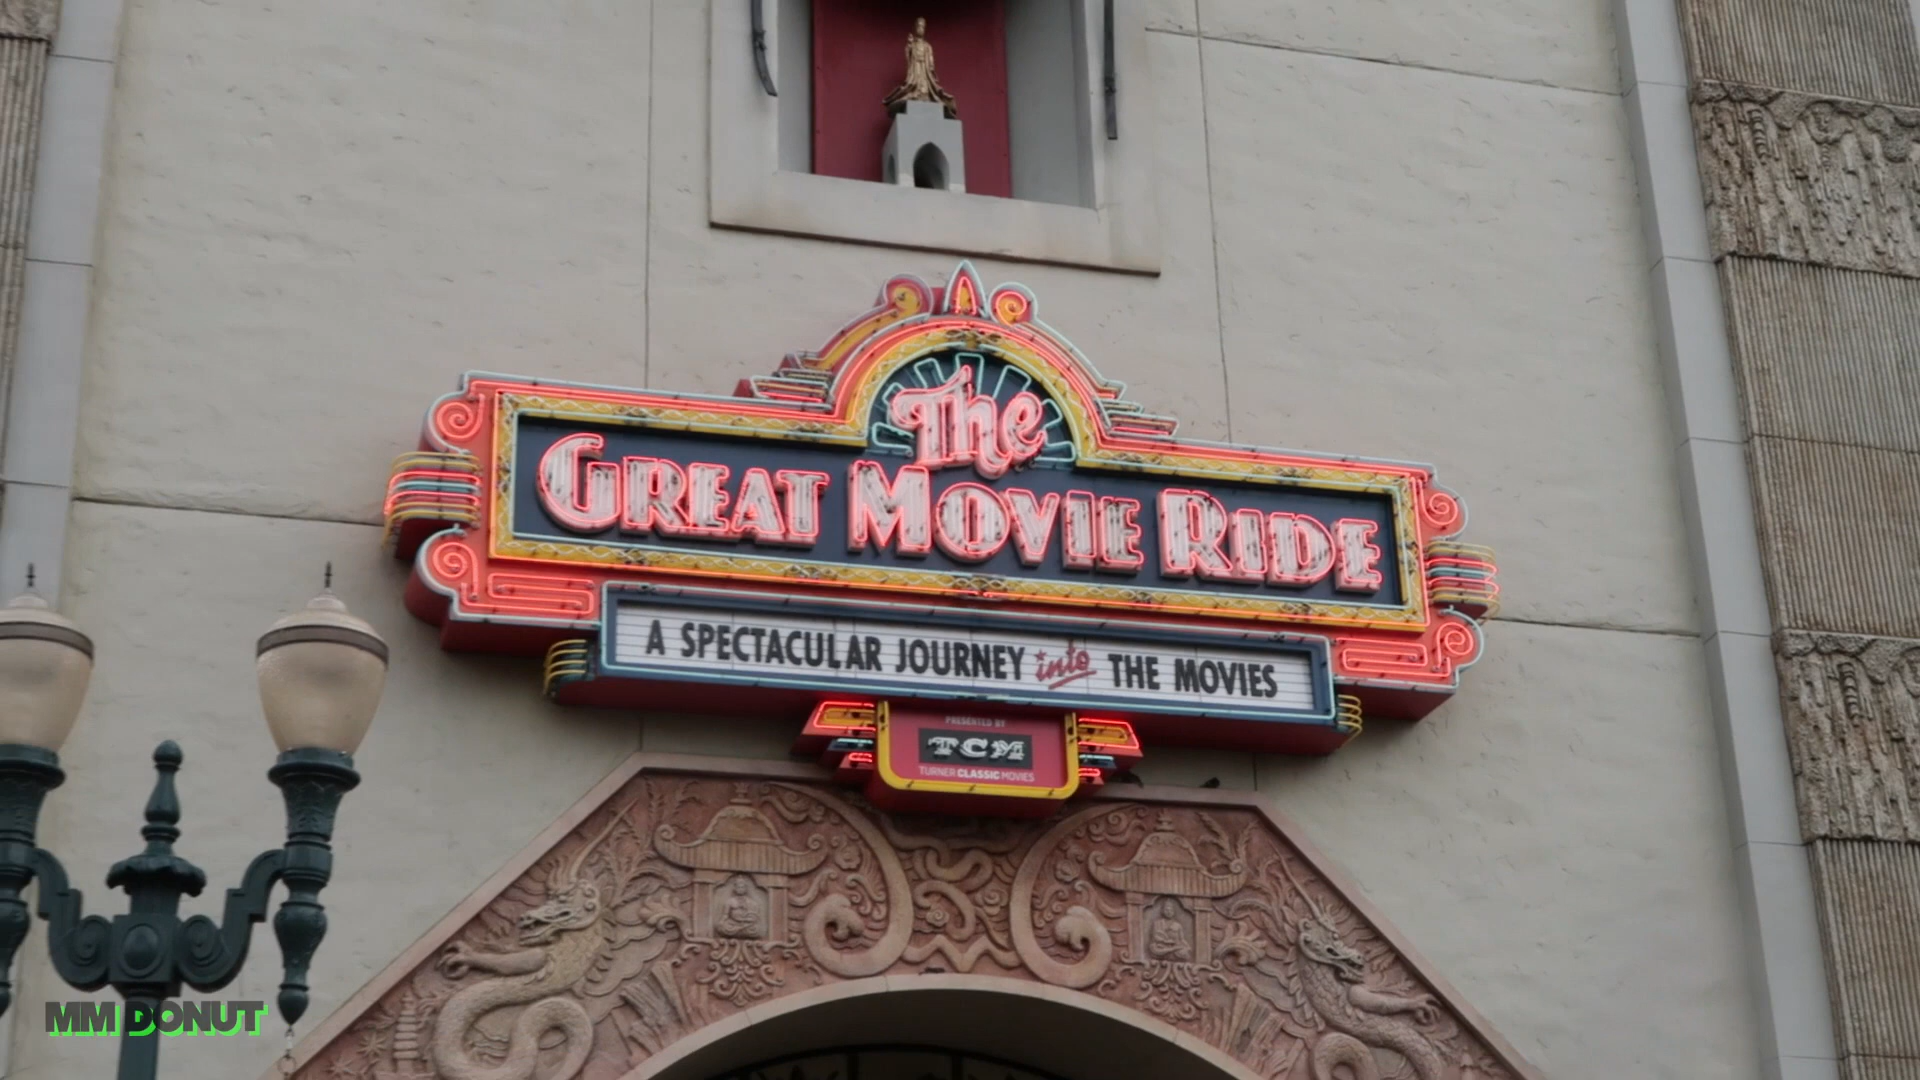 The
GREAT MOVIE RIDE
A SPECTACULAR JOURNEY into THE MOVIES
PRESENTED BY
TCM
TURNER CLASSIC MOVIES
MM DONUT